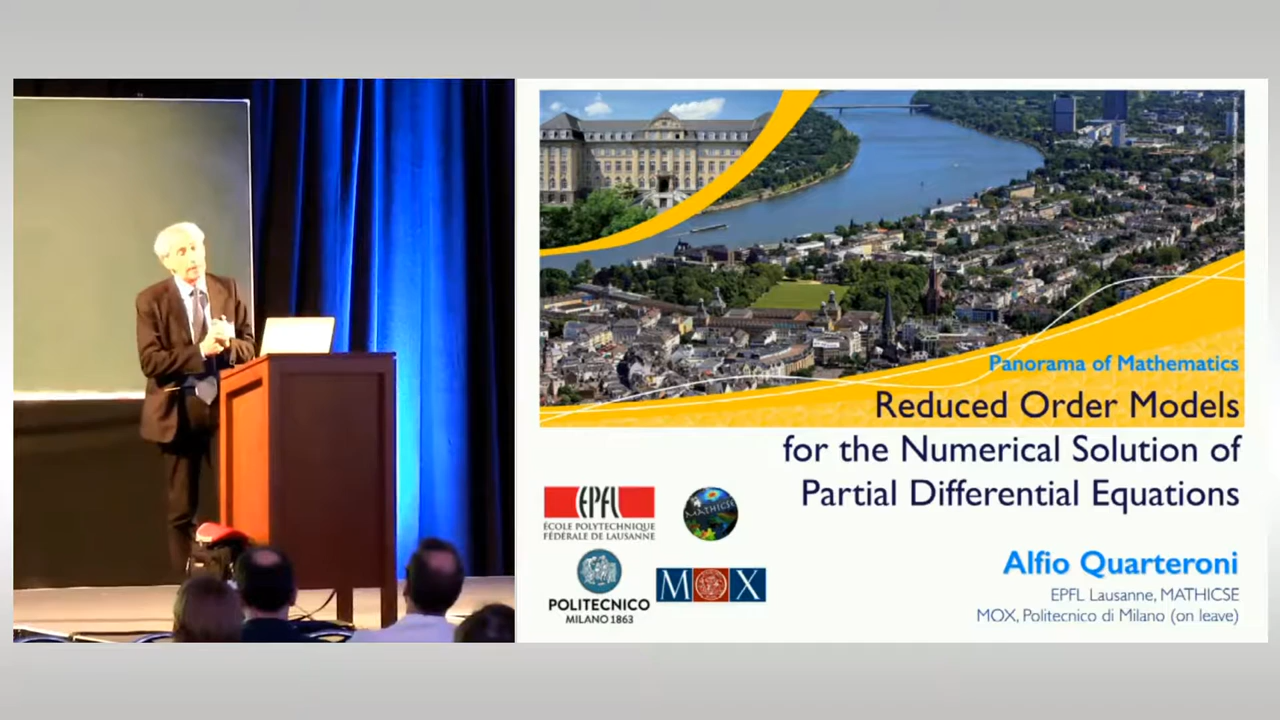 Panorama of Mathematics
Reduced Order Models
for the Numerical Solution of
Partial Differential Equations
EPFL
ÉCOLE POLYTECHNIQUE
FÉDÉRALE DE LAUSANNE
MATHICSE
POLITECNICO
MILANO 1863
MOX
Alfio Quarteroni
EPFL Lausanne, MATHICSE
MOX, Politecnico di Milano (on leave)